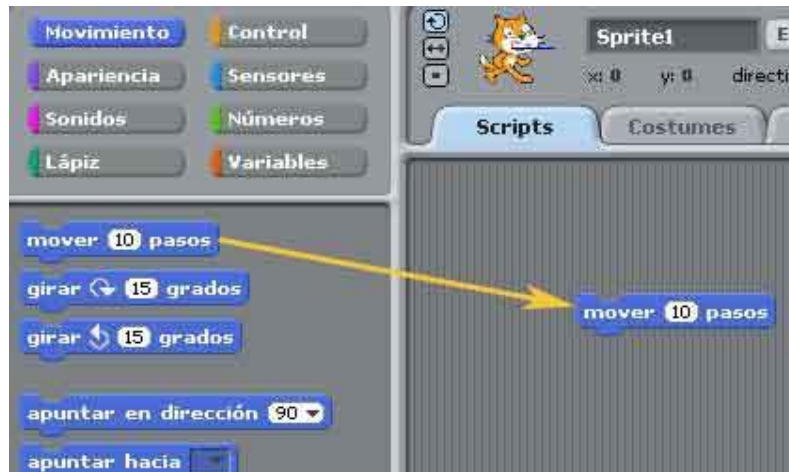 Movimiento Control
Apariencia Sensores
Sonidos Números
Lápiz Variables
mover 10 pasos
girar 15 grados
girar 15 grados
apuntar en dirección 90
apuntar hacia
Sprite1
x: 0 y: 0
Scripts Costumes
mover 10 pasos